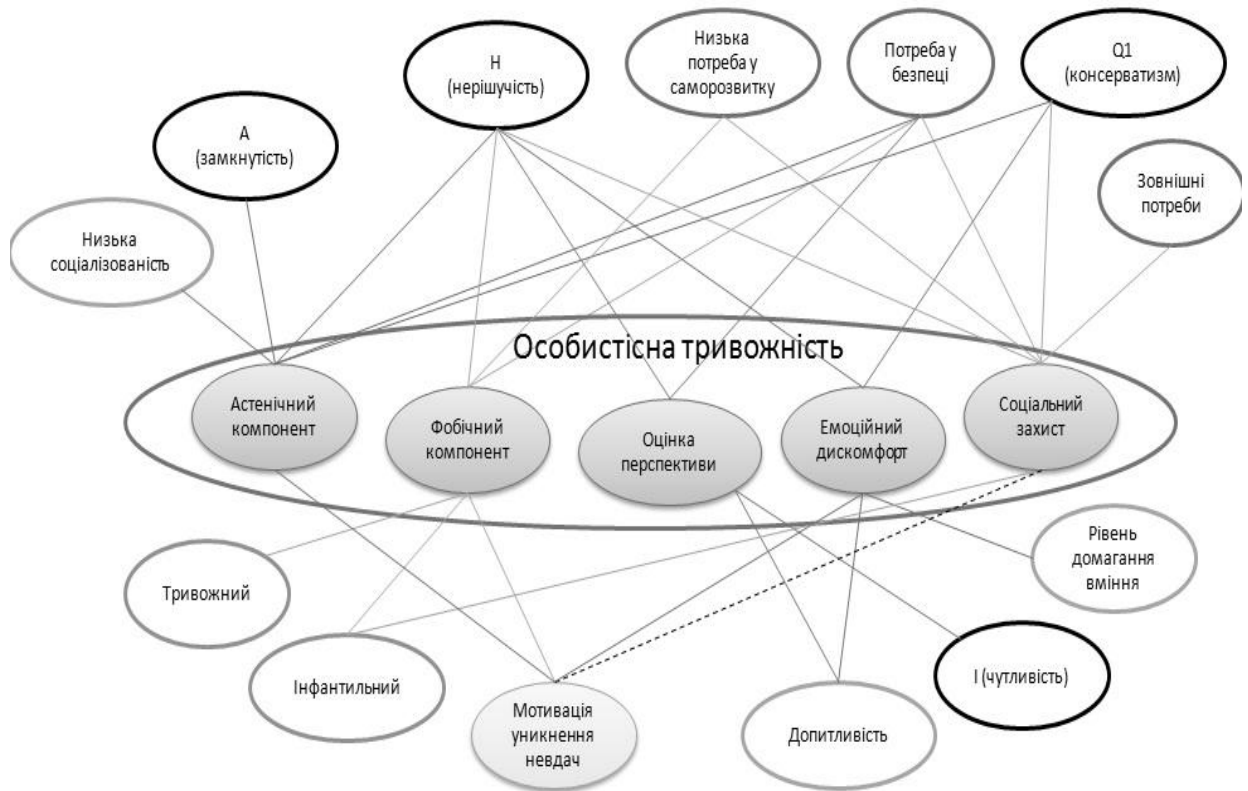 Н
(нерішучість)
Низька
потреба у
саморозвитку
Потреба у
безпеці
Q1
(консерватизм)
А
(замкнутість)
Зовнішні
потреби
Низька
соціалізованість
Особистісна тривожність
Астенічний
компонент
Фобічний
компонент
Оцінка
перспективи
Емоційний
дискомфорт
Соціальний
захист
Рівень
домагання
вміння
Тривожний
Інфантильний
Мотивація
уникнення
невдач
Допитливість
І (чутливість)